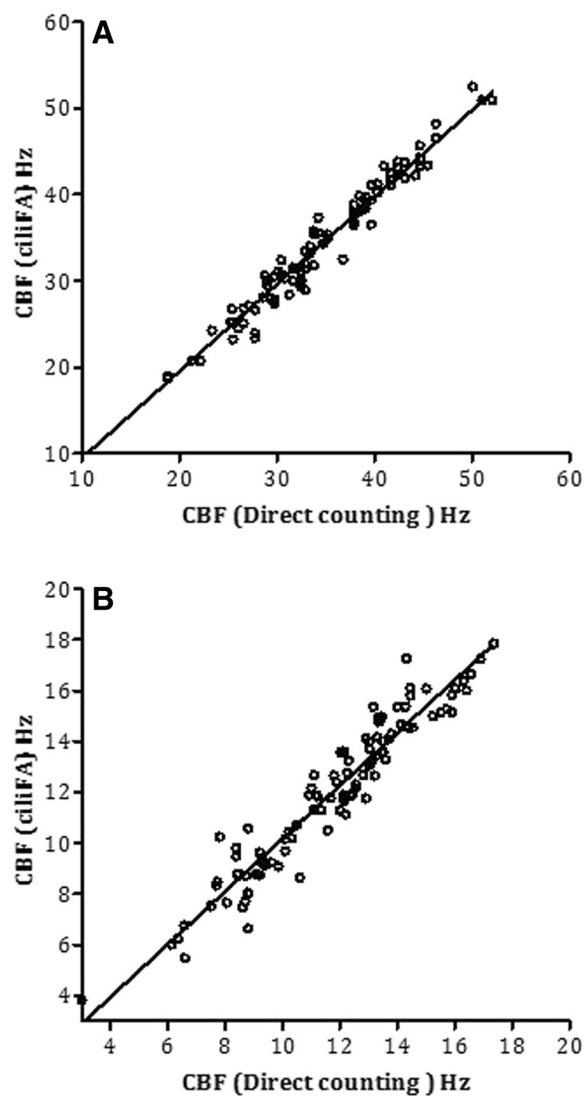 A
60
50
40
30
20
10
CBF (ciliFA) Hz
10 20 30 40 50 60
CBF (Direct counting ) Hz
B
20
18
16
14
12
10
8
6
4
CBF (ciliFA) Hz
4 6 8 10 12 14 16 18 20
CBF (Direct counting ) Hz